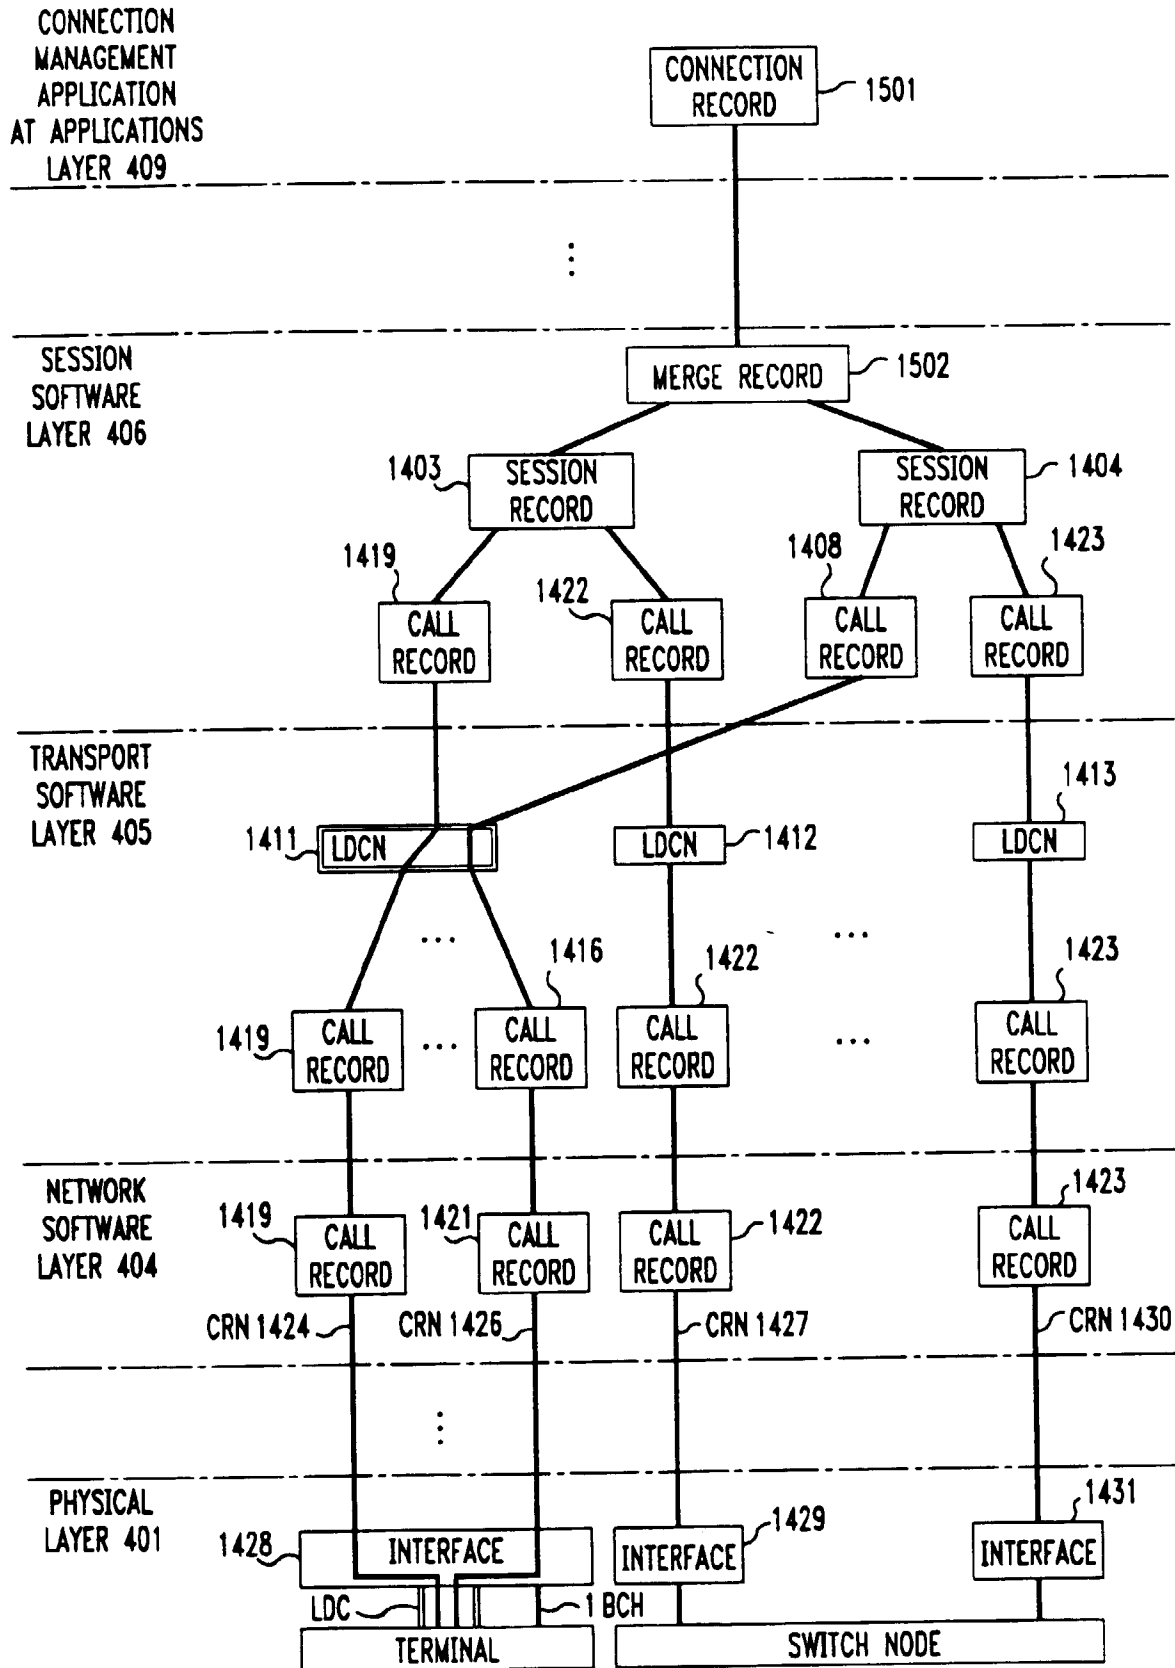 CONNECTION
MANAGEMENT
APPLICATION
AT APPLICATIONS
LAYER 409
CONNECTION
RECORD
1501
SESSION
SOFTWARE
LAYER 406
MERGE RECORD
1502
1403
SESSION
RECORD
SESSION
RECORD
1404
1419
CALL
RECORD
1422
CALL
RECORD
1408
CALL
RECORD
1423
CALL
RECORD
TRANSPORT
SOFTWARE
LAYER 405
1411
LDCN
LDCN
1412
1413
LDCN
...
...
1419
CALL
RECORD
...
1416
CALL
RECORD
1422
CALL
RECORD
...
1423
CALL
RECORD
NETWORK
SOFTWARE
LAYER 404
1419
CALL
RECORD
1421
CALL
RECORD
1422
CALL
RECORD
1423
CALL
RECORD
CRN 1424
CRN 1426
CRN 1427
CRN 1430
PHYSICAL
LAYER 401
1428
INTERFACE
1429
INTERFACE
1431
INTERFACE
LDC
1 BCH
TERMINAL
SWITCH NODE